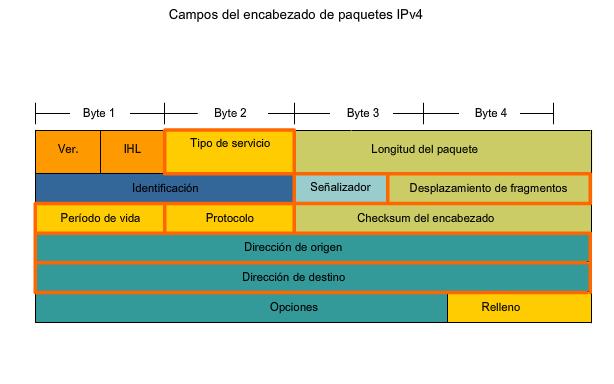 Campos del encabezado de paquetes IPv4
Byte 1 Byte 2 Byte 3 Byte 4
Ver. IHL Tipo de servicio Longitud del paquete
Identificación Señalizador Desplazamiento de fragmentos
Período de vida Protocolo Checksum del encabezado
Dirección de origen
Dirección de destino
Opciones Relleno